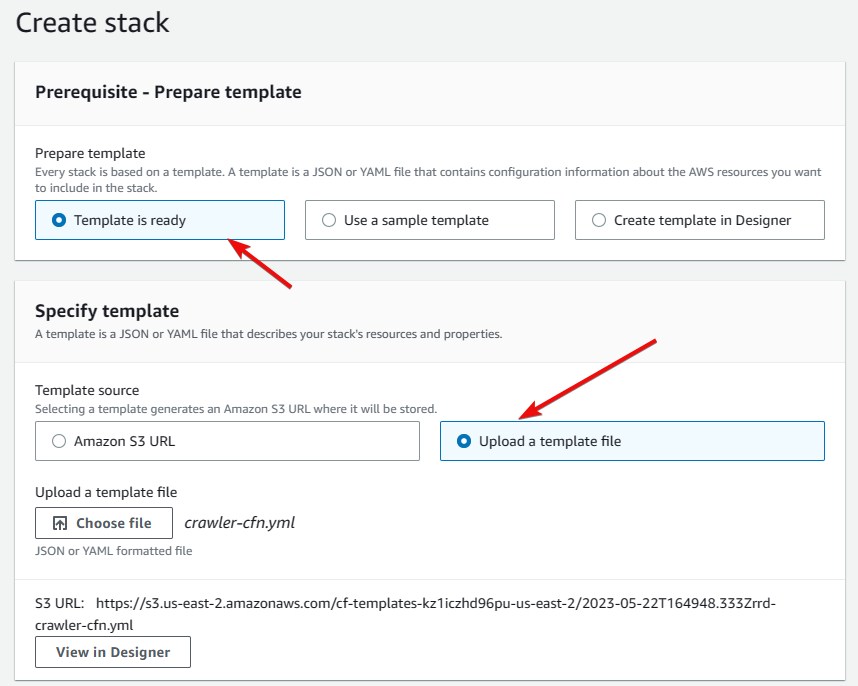 Create stack
Prerequisite - Prepare template
Prepare template
Every stack is based on a template. A template is a JSON or YAML file that contains configuration information about the AWS resources you want
to include in the stack.
Template is ready
Use a sample template
Create template in Designer
Specify template
A template is a JSON or YAML file that describes your stack's resources and properties.
Template source
Selecting a template generates an Amazon S3 URL where it will be stored.
Amazon S3 URL
Upload a template file
Upload a template file
Choose file
crawler-cfn.yml
JSON or YAML formatted file
S3 URL: https://s3.us-east-2.amazonaws.com/cf-templates-kz1iczhd96pu-us-east-2/2023-05-22T164948.333Zrrd-
crawler-cfn.yml
View in Designer